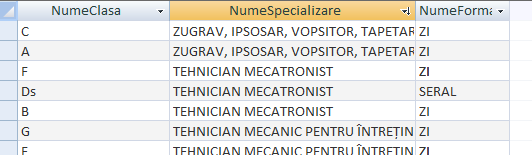 NumeClasa NumeSpecializare NumeForma
C ZUGRAV, IPSOSAR, VOPSITOR, TAPETAR ZI
A ZUGRAV, IPSOSAR, VOPSITOR, TAPETAR ZI
F TEHNICIAN MECATRONIST ZI
Ds TEHNICIAN MECATRONIST SERAL
B TEHNICIAN MECATRONIST ZI
G TEHNICIAN MECANIC PENTRU ÎNTREȚIN ZI
TEHNICIAN MECANIC PENTRU ÎNTREȚIN ZI